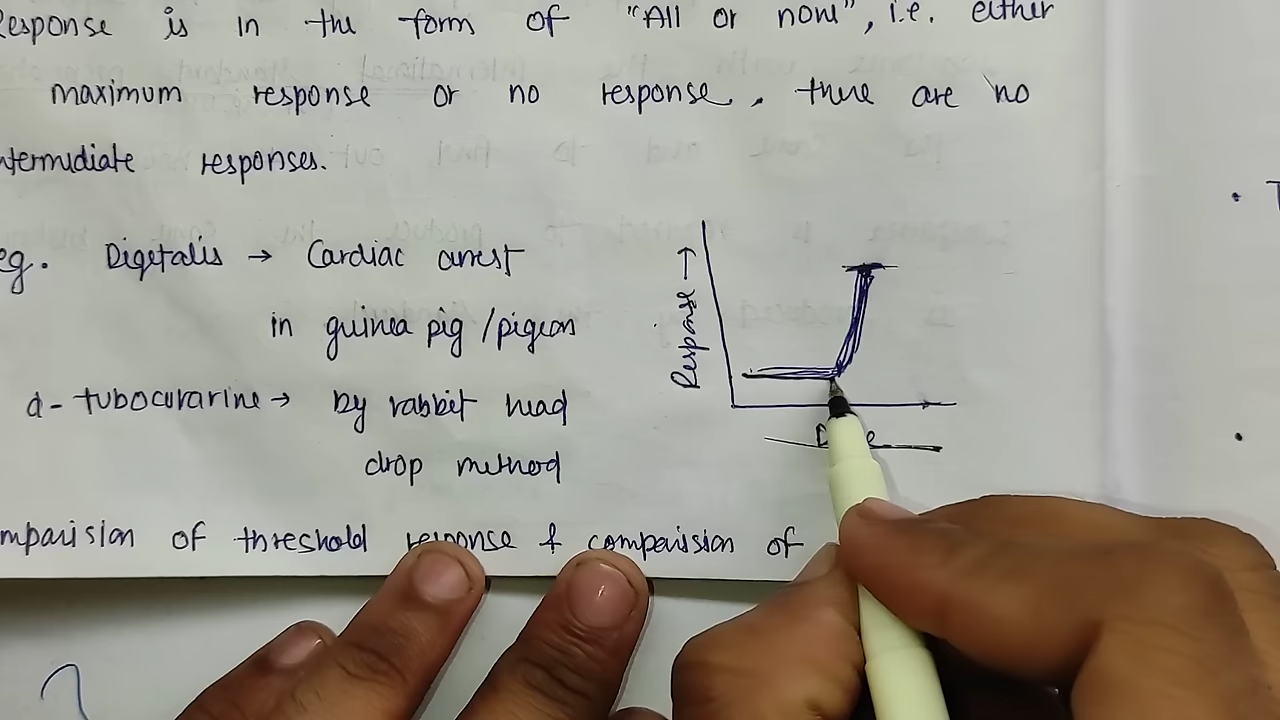 Response is in the form of "All or none", i.e. either
maximum response or no response, there are no
ntermidiate responses.
eg. Digitalis → Cardiac arrest
in guinea pig / pigeon
d-tubocurarine → by rabbit head
drop method
Response →
mparision of threshold response & comparision of